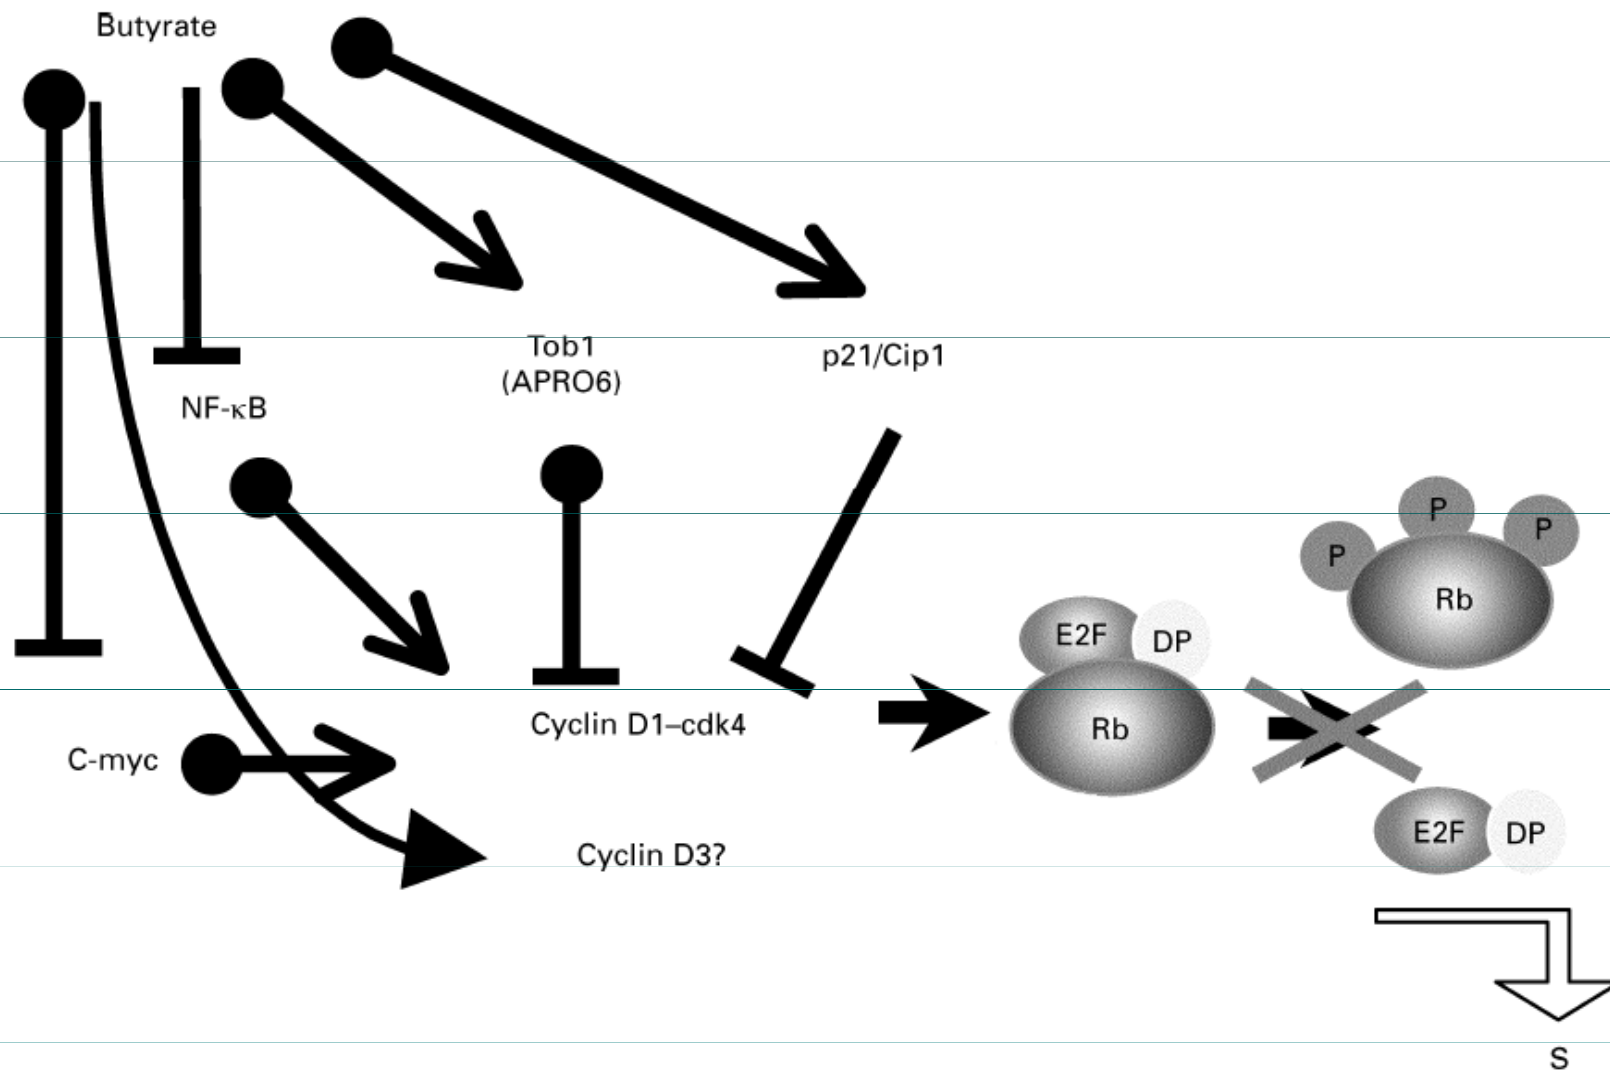 Butyrate
Tob1
(APRO6)
p21/Cip1
NF-κB
P
P
P
Rb
E2F
DP
Rb
Cyclin D1–cdk4
C-myc
Cyclin D3?
E2F
DP
S